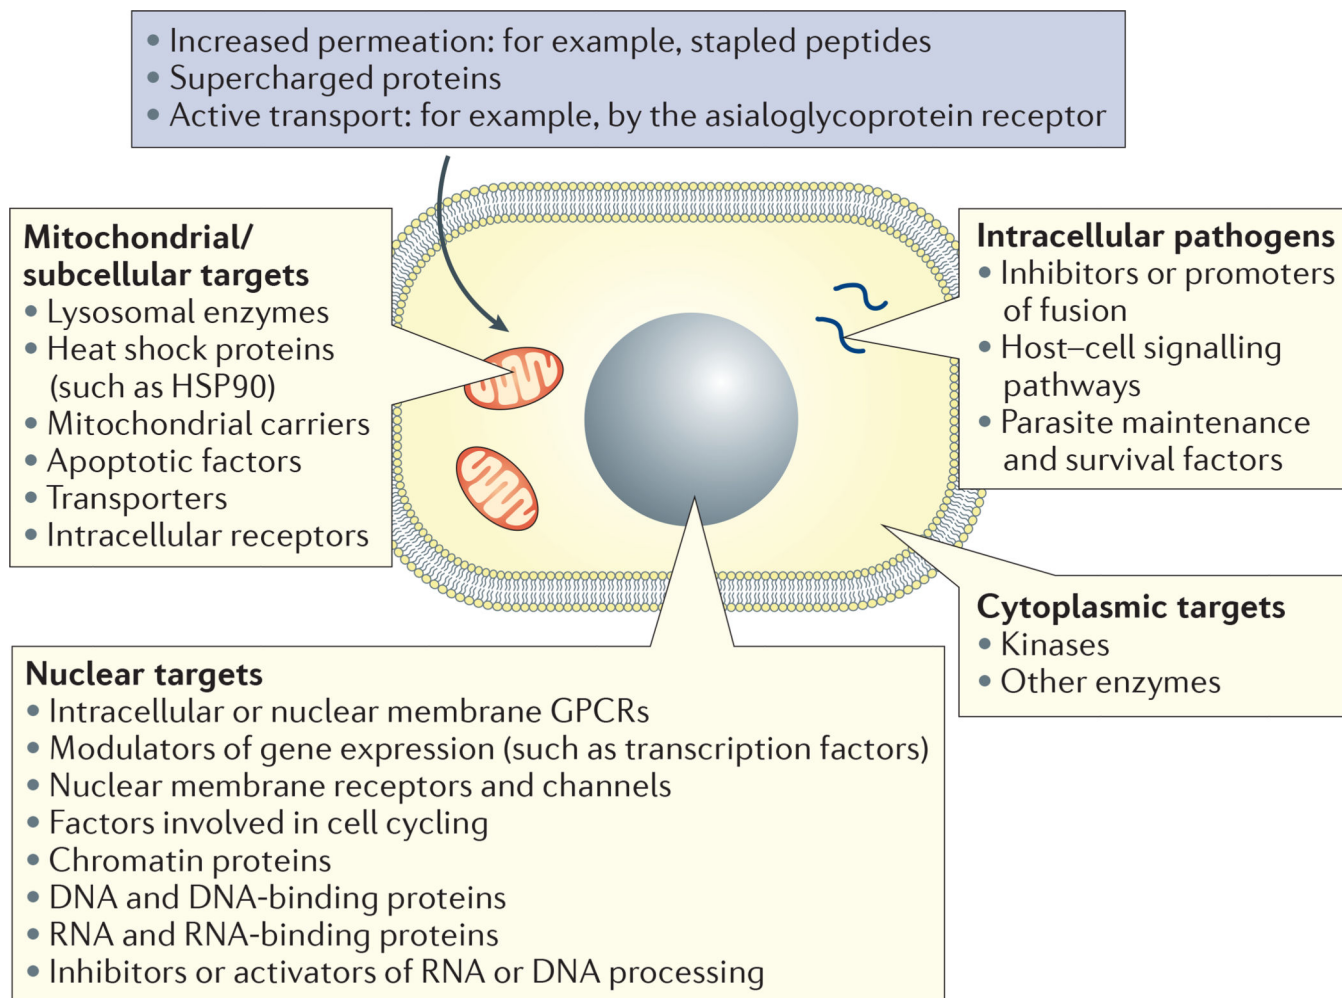 • Increased permeation: for example, stapled peptides
• Supercharged proteins
• Active transport: for example, by the asialoglycoprotein receptor
Mitochondrial/
subcellular targets
• Lysosomal enzymes
• Heat shock proteins
(such as HSP90)
• Mitochondrial carriers
• Apoptotic factors
• Transporters
• Intracellular receptors
Intracellular pathogens
• Inhibitors or promoters
of fusion
• Host–cell signalling
pathways
• Parasite maintenance
and survival factors
Cytoplasmic targets
• Kinases
• Other enzymes
Nuclear targets
• Intracellular or nuclear membrane GPCRs
• Modulators of gene expression (such as transcription factors)
• Nuclear membrane receptors and channels
• Factors involved in cell cycling
• Chromatin proteins
• DNA and DNA-binding proteins
• RNA and RNA-binding proteins
• Inhibitors or activators of RNA or DNA processing